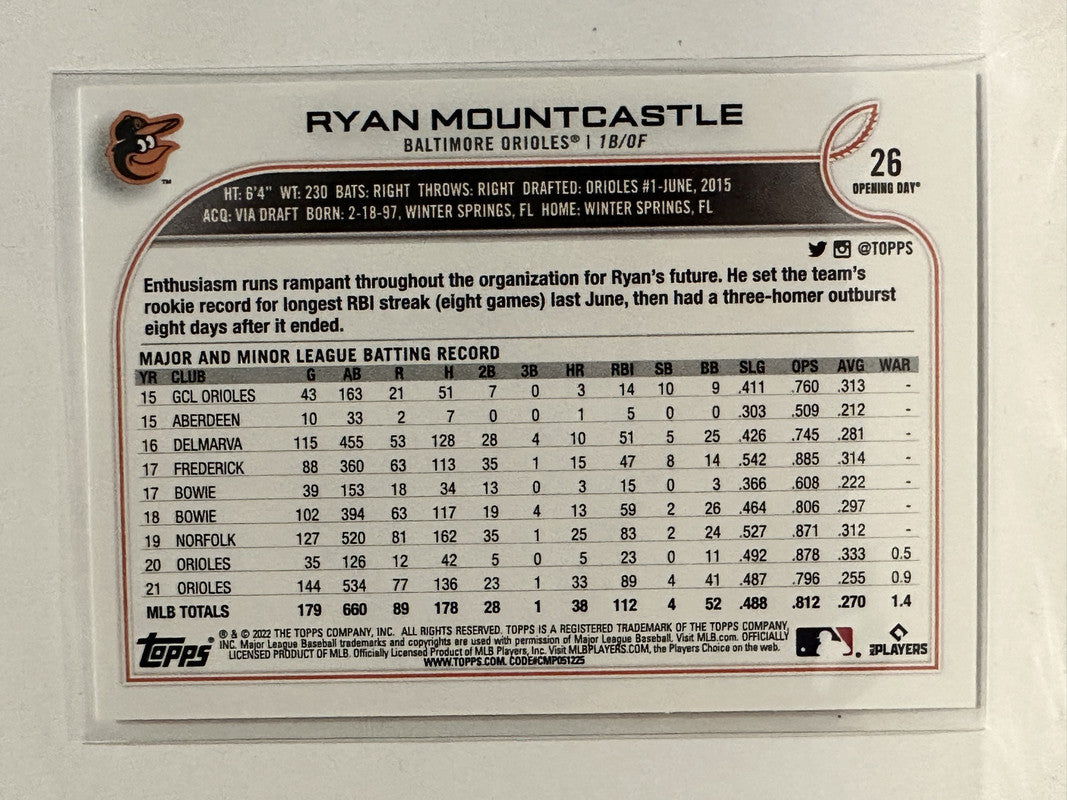 RYAN MOUNTCASTLE
BALTIMORE ORIOLES® | 1B/OF
26
OPENING DAY®
HT: 6'4" WT: 230 BATS: RIGHT THROWS: RIGHT DRAFTED: ORIOLES #1-JUNE, 2015
ACQ: VIA DRAFT BORN: 2-18-97, WINTER SPRINGS, FL HOME: WINTER SPRINGS, FL
TM
@TOPPS
Enthusiasm runs rampant throughout the organization for Ryan's future. He set the team's
rookie record for longest RBI streak (eight games) last June, then had a three-homer outburst
eight days after it ended.
MAJOR AND MINOR LEAGUE BATTING RECORD
YR CLUB G AB R H 2B 3B HR RBI SB BB SLG OPS AVG WAR
15 GCL ORIOLES 43 163 21 51 7 0 3 14 10 9 .411 .760 .313 -
15 ABERDEEN 10 33 2 7 0 0 1 5 0 0 .303 .509 .212 -
16 DELMARVA 115 455 53 128 28 4 10 51 5 25 .426 .745 .281 -
17 FREDERICK 88 360 63 113 35 1 15 47 8 14 .542 .885 .314 -
17 BOWIE 39 153 18 34 13 0 3 15 0 3 .366 .608 .222 -
18 BOWIE 102 394 63 117 19 4 13 59 2 26 .464 .806 .297 -
19 NORFOLK 127 520 81 162 35 1 25 83 2 24 .527 .871 .312 -
20 ORIOLES 35 126 12 42 5 0 5 23 0 11 .492 .878 .333 0.5
21 ORIOLES 144 534 77 136 23 1 33 89 4 41 .487 .796 .255 0.9
MLB TOTALS 179 660 89 178 28 1 38 112 4 52 .488 .812 .270 1.4
topps
® & © 2022 THE TOPPS COMPANY, INC. ALL RIGHTS RESERVED. TOPPS IS A REGISTERED TRADEMARK OF THE TOPPS COMPANY,
INC. Major League Baseball trademarks and copyrights are used with permission of Major League Baseball. Visit MLB.com. OFFICIALLY
LICENSED PRODUCT OF MLB. Officially Licensed Product of MLB Players, Inc. Visit MLBPLAYERS.COM, the Players Choice on the web.
WWW.TOPPS.COM. CODE#CMP051225
MLB PLAYERS